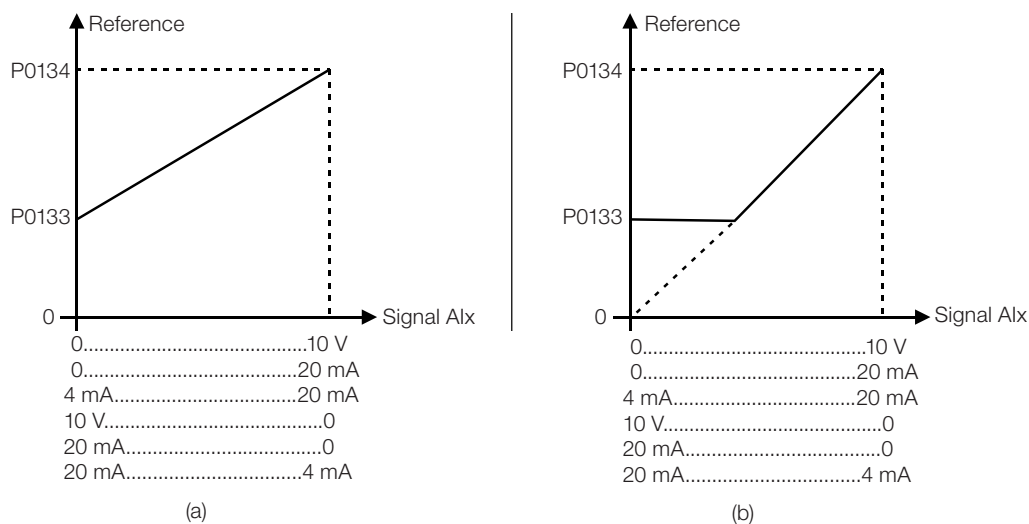 Reference
P0134
P0133
0
Signal AIx
0..........................................10 V
0........................................20 mA
4 mA.....................................20 mA
10 V........................................0
20 mA.....................................0
20 mA................................4 mA
(a)
Reference
P0134
P0133
0
Signal AIx
0..........................................10 V
0........................................20 mA
4 mA.....................................20 mA
10 V........................................0
20 mA.....................................0
20 mA................................4 mA
(b)